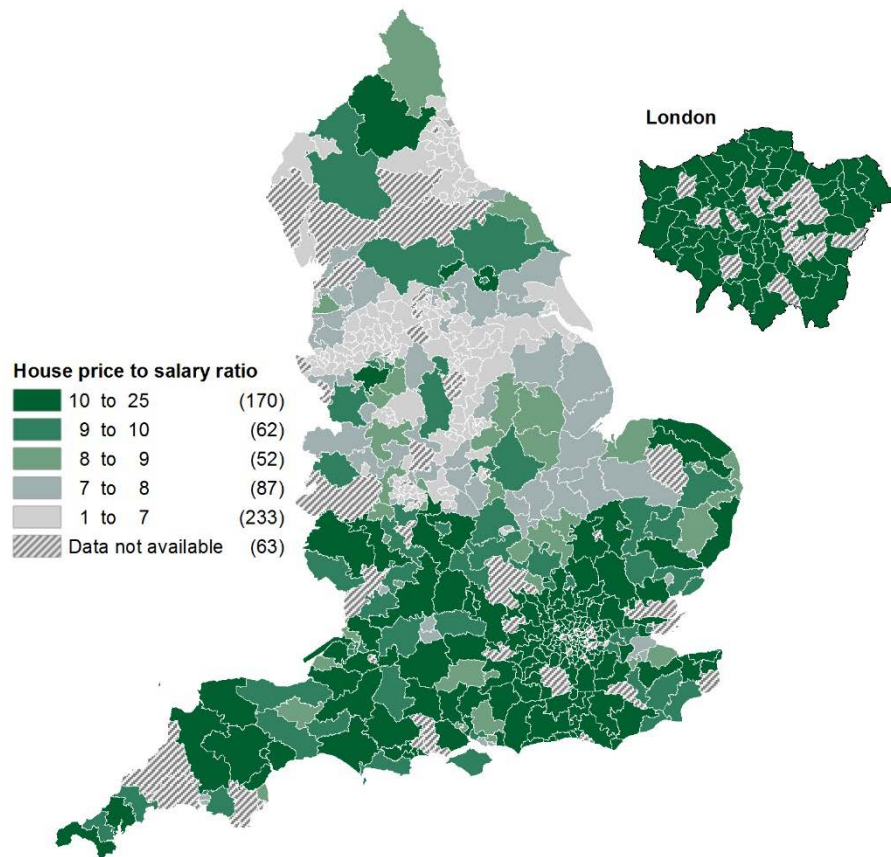 London
House price to salary ratio
10 to 25 (170)
9 to 10 (62)
8 to 9 (52)
7 to 8 (87)
1 to 7 (233)
Data not available (63)